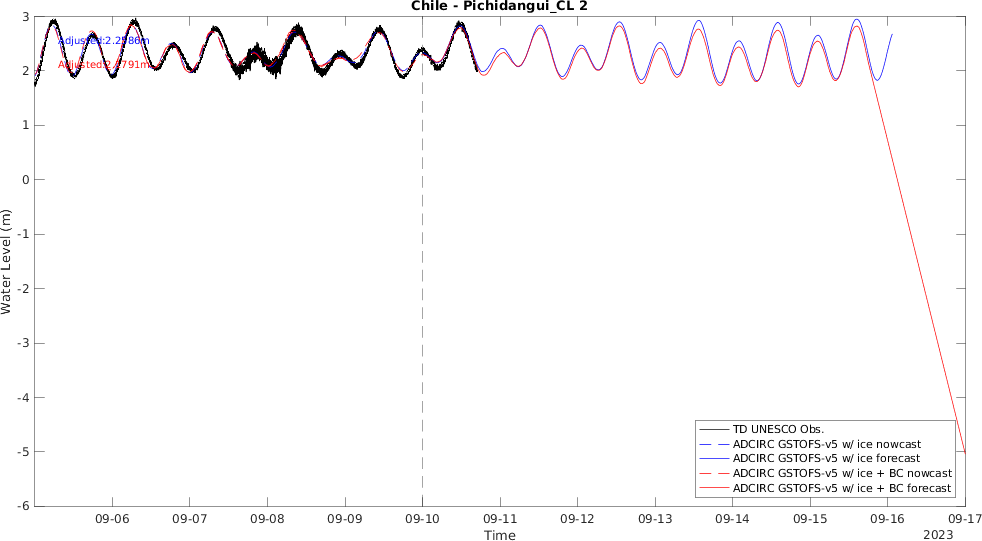 Chile - Pichidangui_CL 2
Water Level (m)
3
2
1
0
-1
-2
-3
-4
-5
-6
TD UNESCO Obs.
ADCIRC GSTOFS-v5 w/ ice nowcast
ADCIRC GSTOFS-v5 w/ ice forecast
ADCIRC GSTOFS-v5 w/ ice + BC nowcast
ADCIRC GSTOFS-v5 w/ ice + BC forecast
09-06
09-07
09-08
09-09
09-10
09-11
09-12
09-13
09-14
09-15
09-16
09-17
Time
2023